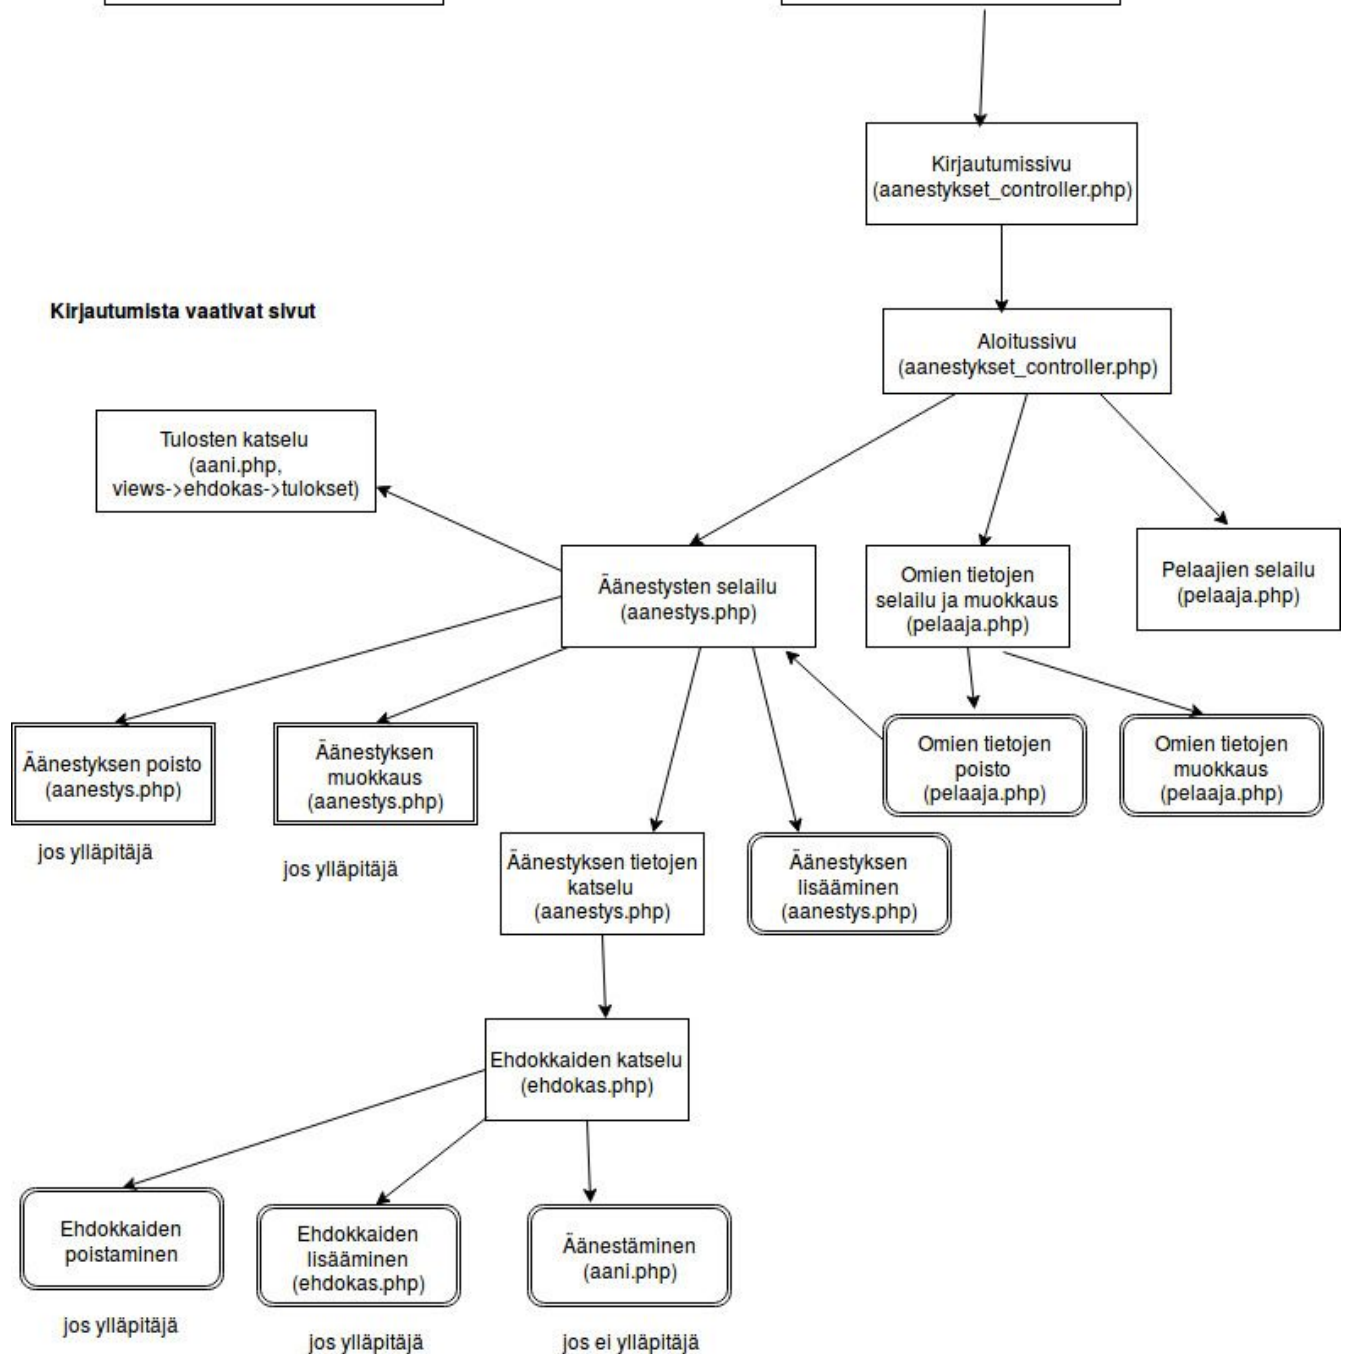 Kirjautumissivu
(aanestykset_controller.php)
Kirjautumista vaativat sivut
Aloitussivu
(aanestykset_controller.php)
Tulosten katselu
(aani.php,
views->ehdokas->tulokset)
Äänestysten selailu
(aanestys.php)
Omien tietojen
selailu ja muokkaus
(pelaaja.php)
Pelaajien selailu
(pelaaja.php)
Äänestyksen poisto
(aanestys.php)
jos ylläpitäjä
Äänestyksen
muokkaus
(aanestys.php)
jos ylläpitäjä
Omien tietojen
poisto
(pelaaja.php)
Omien tietojen
muokkaus
(pelaaja.php)
Äänestyksen tietojen
katselu
(aanestys.php)
Äänestyksen
lisääminen
(aanestys.php)
Ehdokkaiden katselu
(ehdokas.php)
Ehdokkaiden
poistaminen
jos ylläpitäjä
Ehdokkaiden
lisääminen
(ehdokas.php)
jos ylläpitäjä
Äänestäminen
(aani.php)
jos ei ylläpitäjä